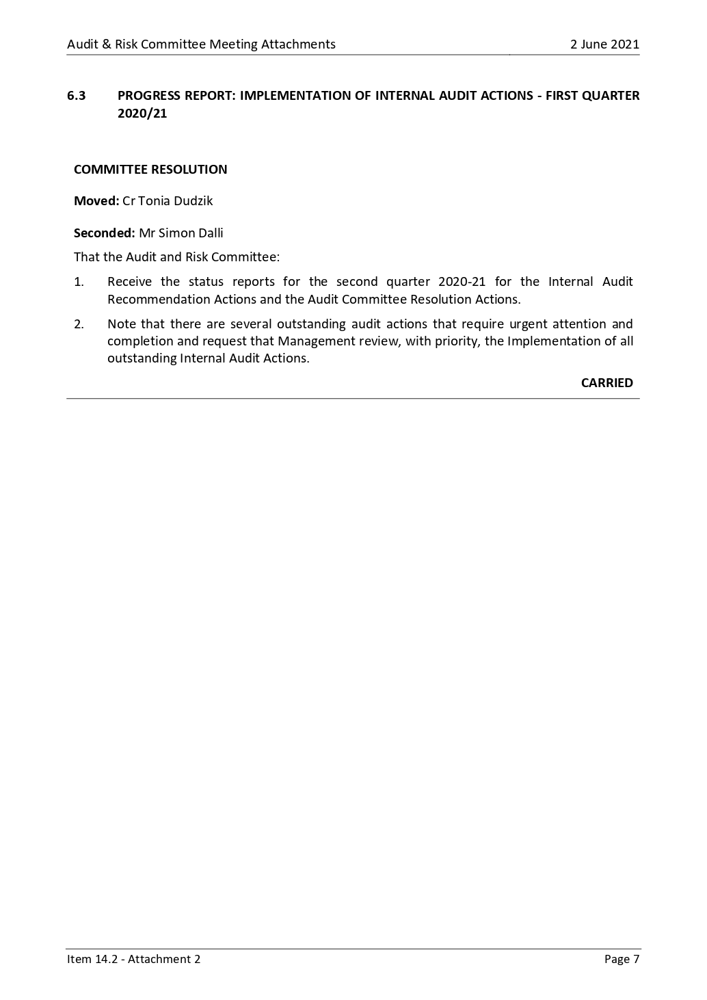 Audit & Risk Committee Meeting Attachments 2 June 2021
6.3 PROGRESS REPORT: IMPLEMENTATION OF INTERNAL AUDIT ACTIONS - FIRST QUARTER
2020/21
COMMITTEE RESOLUTION
Moved: Cr Tonia Dudzik
Seconded: Mr Simon Dalli
That the Audit and Risk Committee:
1. Receive the status reports for the second quarter 2020-21 for the Internal Audit
Recommendation Actions and the Audit Committee Resolution Actions.
2. Note that there are several outstanding audit actions that require urgent attention and
completion and request that Management review, with priority, the Implementation of all
outstanding Internal Audit Actions.
CARRIED
Item 14.2 - Attachment 2 Page 7